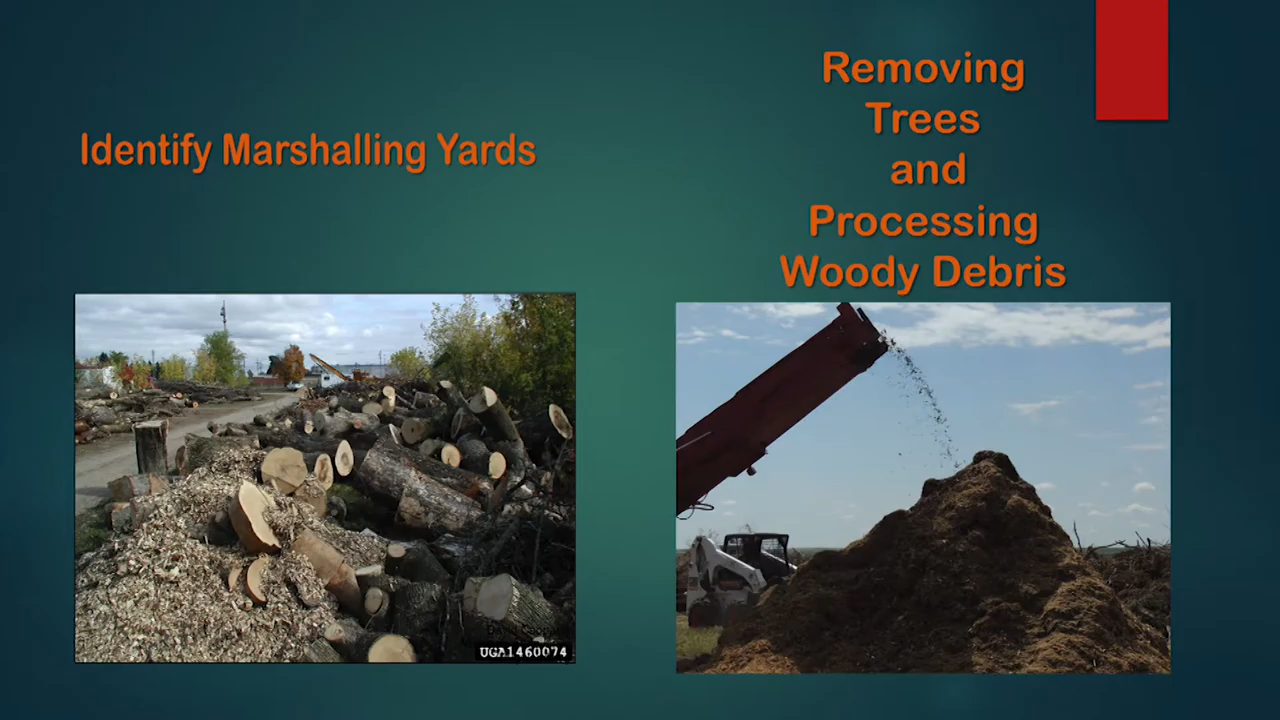 Identify Marshalling Yards
Removing
Trees
and
Processing
Woody Debris
UGA1460074